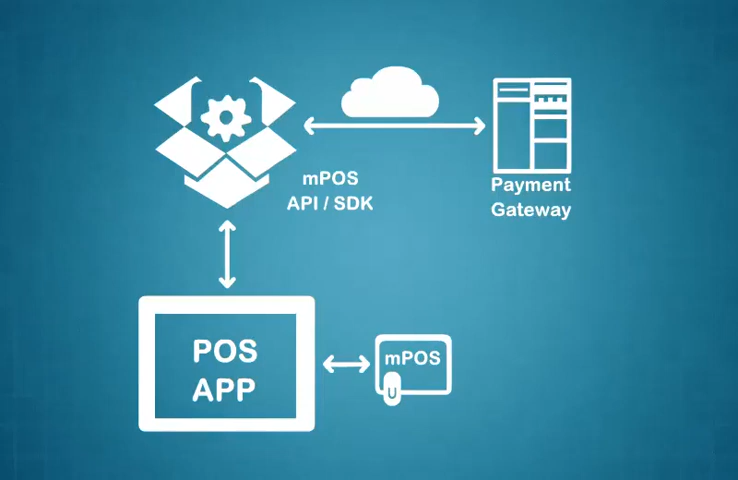 mPOS
API / SDK
Payment
Gateway
POS
APP
mPOS
U